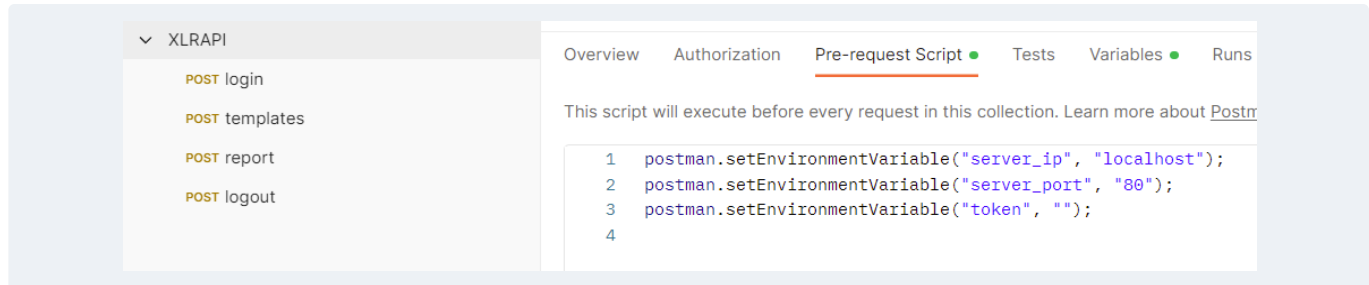 XLRAPI
POST login
POST templates
POST report
POST logout
Overview Authorization Pre-request Script Tests Variables Runs
This script will execute before every request in this collection. Learn more about Postm
1 postman.setEnvironmentVariable("server_ip", "localhost");
2 postman.setEnvironmentVariable("server_port", "80");
3 postman.setEnvironmentVariable("token", "");
4